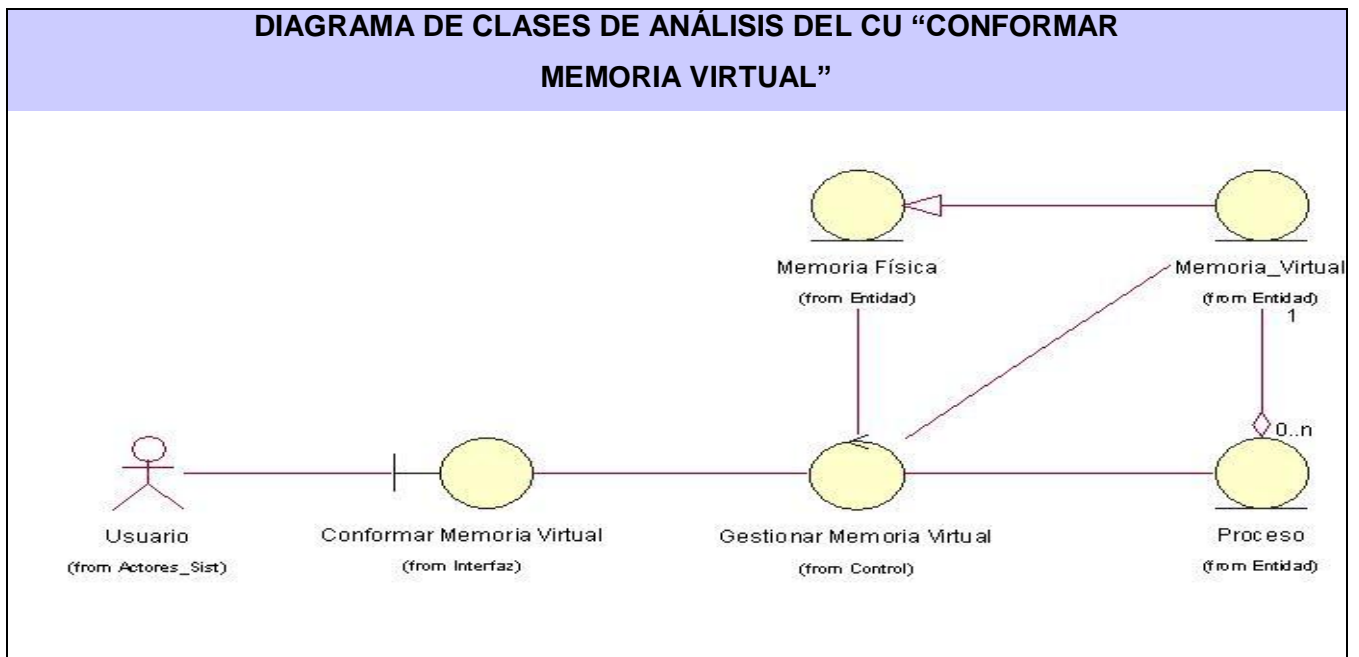 DIAGRAMA DE CLASES DE ANÁLISIS DEL CU “CONFORMAR
MEMORIA VIRTUAL”
Memoria Física
(from Entidad)
Memoria_Virtual
(from Entidad)
1
0..n
Usuario
(from Actores_Sist)
Conformar Memoria Virtual
(from Interfaz)
Gestionar Memoria Virtual
(from Control)
Proceso
(from Entidad)